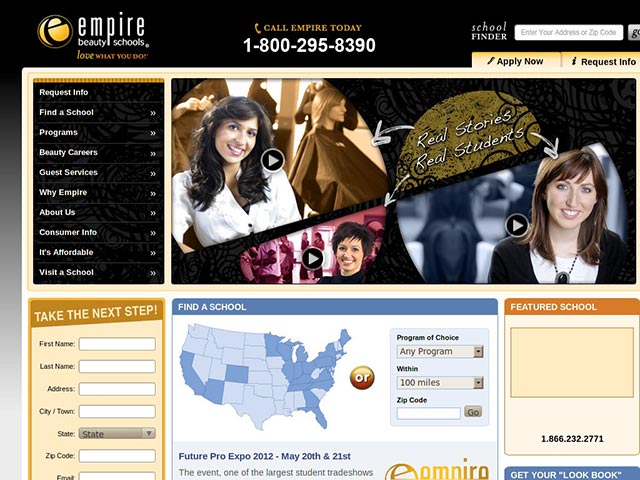 empire
beauty schools®
love WHAT YOU DO!
CALL EMPIRE TODAY
1-800-295-8390
school
FINDER
Enter Your Address or Zip Code
Apply Now
Request Info
Request Info
Find a School »
Programs »
Beauty Careers »
Guest Services »
Why Empire »
About Us »
Consumer Info »
It's Affordable »
Visit a School »
Real Stories
Real Students
TAKE THE NEXT STEP!
First Name:
Last Name:
Address:
City / Town:
State: State
Zip Code:
Email:
FIND A SCHOOL
or
Program of Choice
Any Program
Within
100 miles
Zip Code
Go
Future Pro Expo 2012 - May 20th & 21st
The event, one of the largest student tradeshows
empire
FEATURED SCHOOL
1.866.232.2771
GET YOUR "LOOK BOOK"